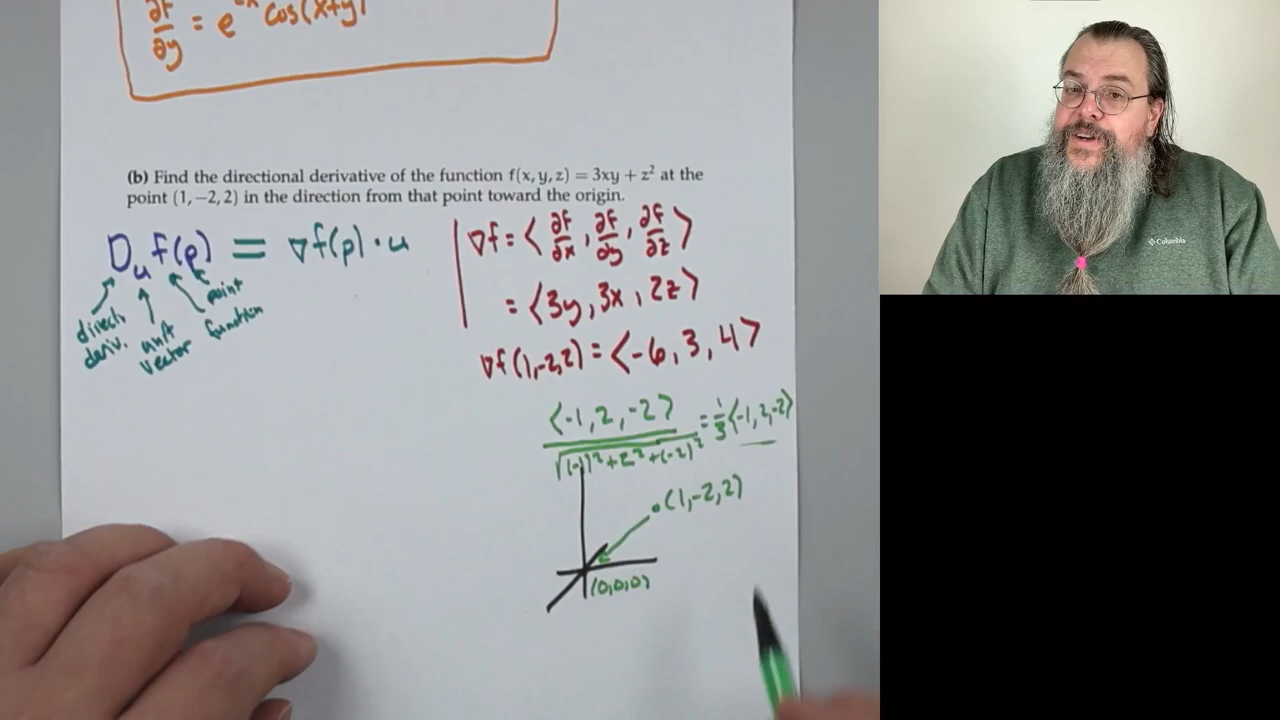 ∂f/∂y = e cos(x+y)
(b) Find the directional derivative of the function f(x, y, z) = 3xy + z² at the
point (1, −2, 2) in the direction from that point toward the origin.
D_u f(p) = ∇f(p) · u
direch
deriv.
unit
vector
function
point
∇f = ⟨ ∂f/∂x , ∂f/∂y , ∂f/∂z ⟩
= ⟨3y, 3x, 2z⟩
∇f(1,-2,2) = ⟨-6, 3, 4⟩
⟨-1, 2, -2⟩ / √((-1)² + 2² + (-2)²) = 1/3 ⟨-1, 2, -2⟩
(1,-2,2)
(0,0,0)
Columbia